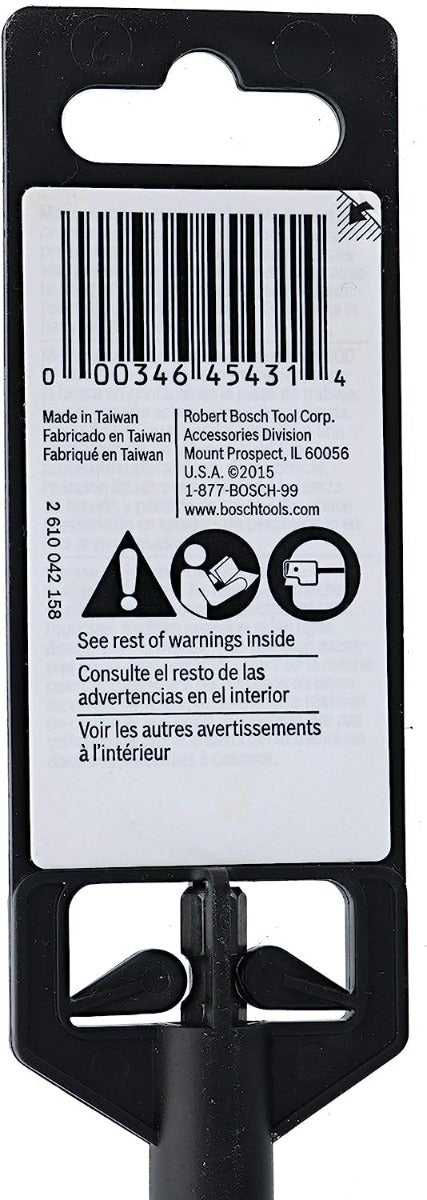 0 00346 45431 4
Made in Taiwan
Fabricado en Taiwan
Fabriqué en Taiwan
Robert Bosch Tool Corp.
Accessories Division
Mount Prospect, IL 60056
U.S.A. ©2015
1-877-BOSCH-99
www.boschtools.com
2 610 042 158
See rest of warnings inside
Consulte el resto de las
advertencias en el interior
Voir les autres avertissements
à l'intérieur